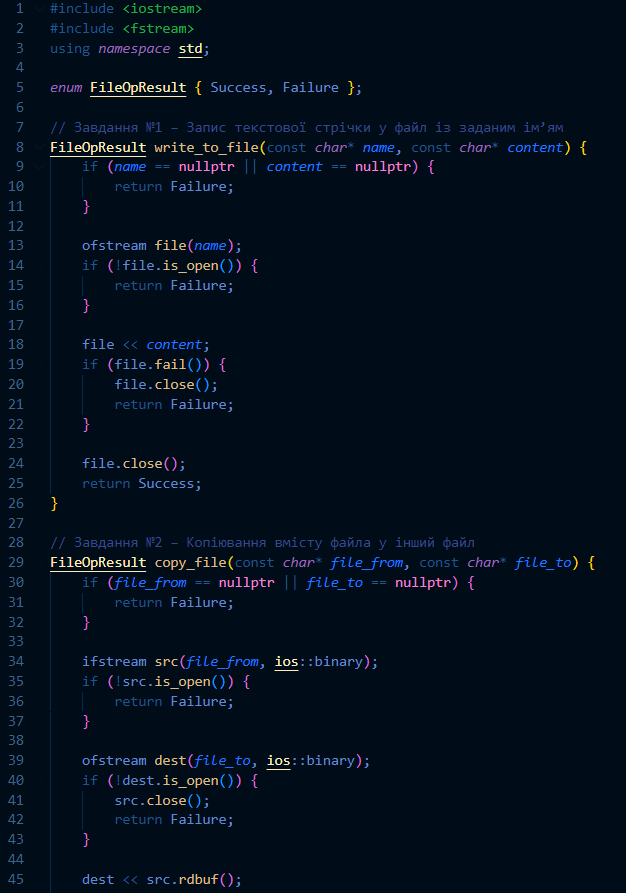 1 #include <iostream>
2 #include <fstream>
3 using namespace std;
4
5 enum FileOpResult { Success, Failure };
6
7 // Завдання №1 – Запис текстової стрічки у файл із заданим ім’ям
8 FileOpResult write_to_file(const char* name, const char* content) {
9 if (name == nullptr || content == nullptr) {
10 return Failure;
11 }
12
13 ofstream file(name);
14 if (!file.is_open()) {
15 return Failure;
16 }
17
18 file << content;
19 if (file.fail()) {
20 file.close();
21 return Failure;
22 }
23
24 file.close();
25 return Success;
26 }
27
28 // Завдання №2 – Копіювання вмісту файла у інший файл
29 FileOpResult copy_file(const char* file_from, const char* file_to) {
30 if (file_from == nullptr || file_to == nullptr) {
31 return Failure;
32 }
33
34 ifstream src(file_from, ios::binary);
35 if (!src.is_open()) {
36 return Failure;
37 }
38
39 ofstream dest(file_to, ios::binary);
40 if (!dest.is_open()) {
41 src.close();
42 return Failure;
43 }
44
45 dest << src.rdbuf();